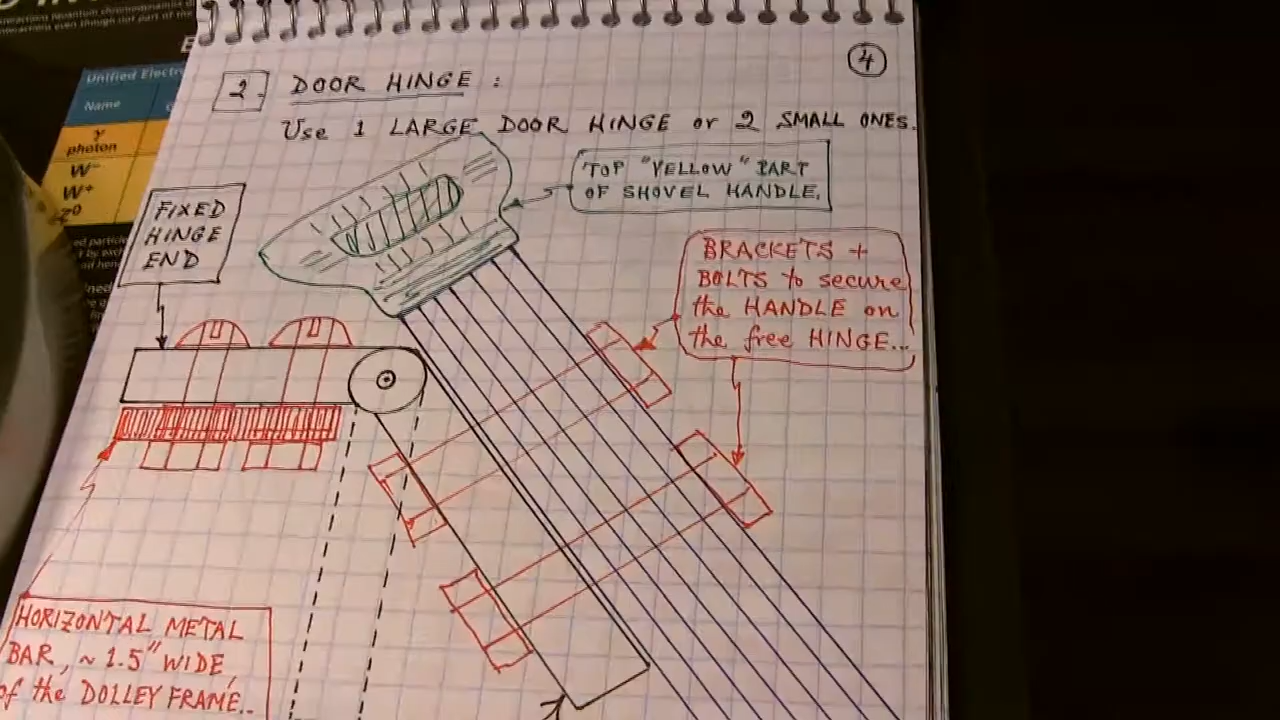 4
2. DOOR HINGE :
Use 1 LARGE DOOR HINGE or 2 SMALL ONES.
TOP "YELLOW" PART
OF SHOVEL HANDLE.
FIXED
HINGE
END
BRACKETS +
BOLTS to secure
the HANDLE on
the free HINGE...
HORIZONTAL METAL
BAR, ~ 1.5" WIDE
of the DOLLEY FRAME..
Unified Electr
Name
γ
photon
W⁻
W⁺
Z⁰